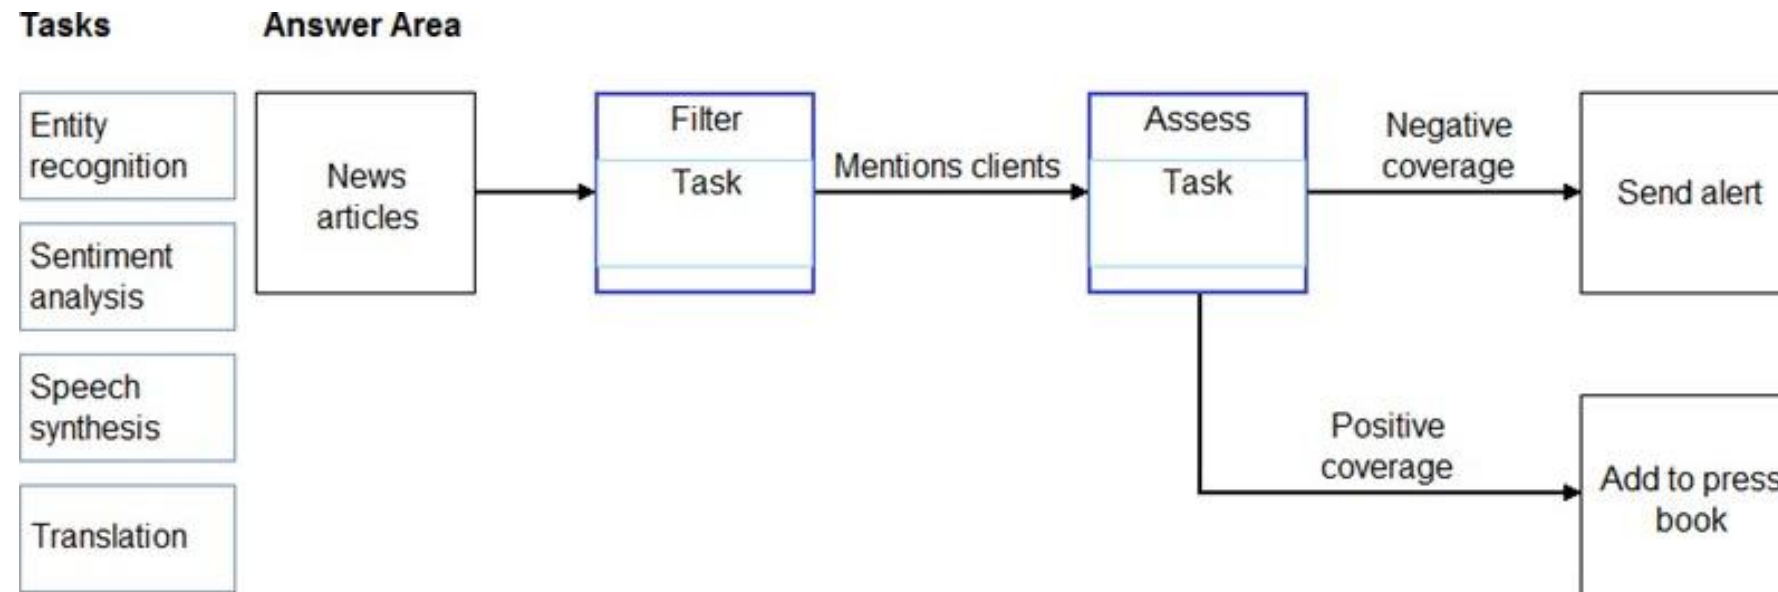 Tasks
Answer Area
Entity
recognition
Sentiment
analysis
Speech
synthesis
Translation
News
articles
Filter
Task
Mentions clients
Assess
Task
Negative
coverage
Send alert
Positive
coverage
Add to press
book